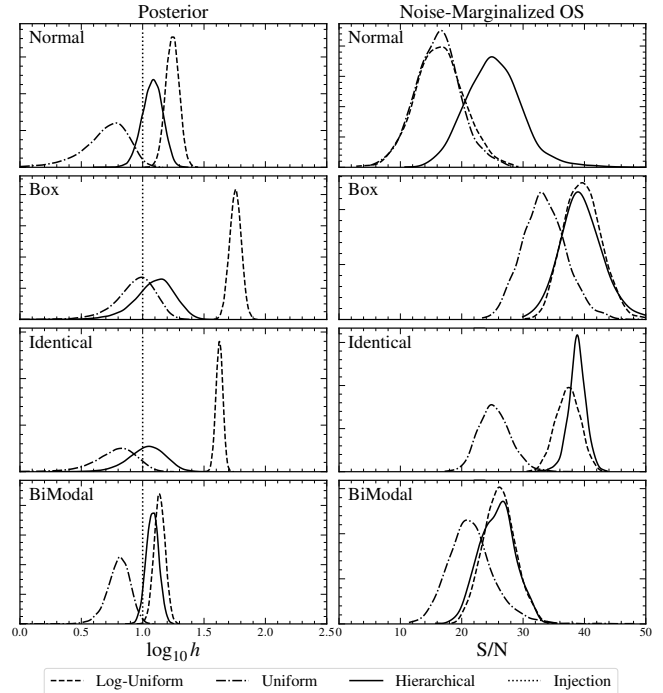 Posterior
Noise-Marginalized OS
Normal
Normal
Box
Box
Identical
Identical
BiModal
BiModal
0.0 0.5 1.0 1.5 2.0 2.5
0 10 20 30 40 50
log₁₀ h
S/N
Log-Uniform Uniform Hierarchical Injection